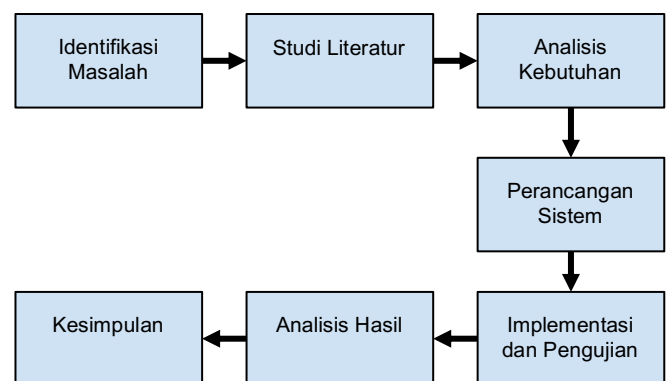 Identifikasi
Masalah
Studi Literatur
Analisis
Kebutuhan
Perancangan
Sistem
Implementasi
dan Pengujian
Analisis Hasil
Kesimpulan